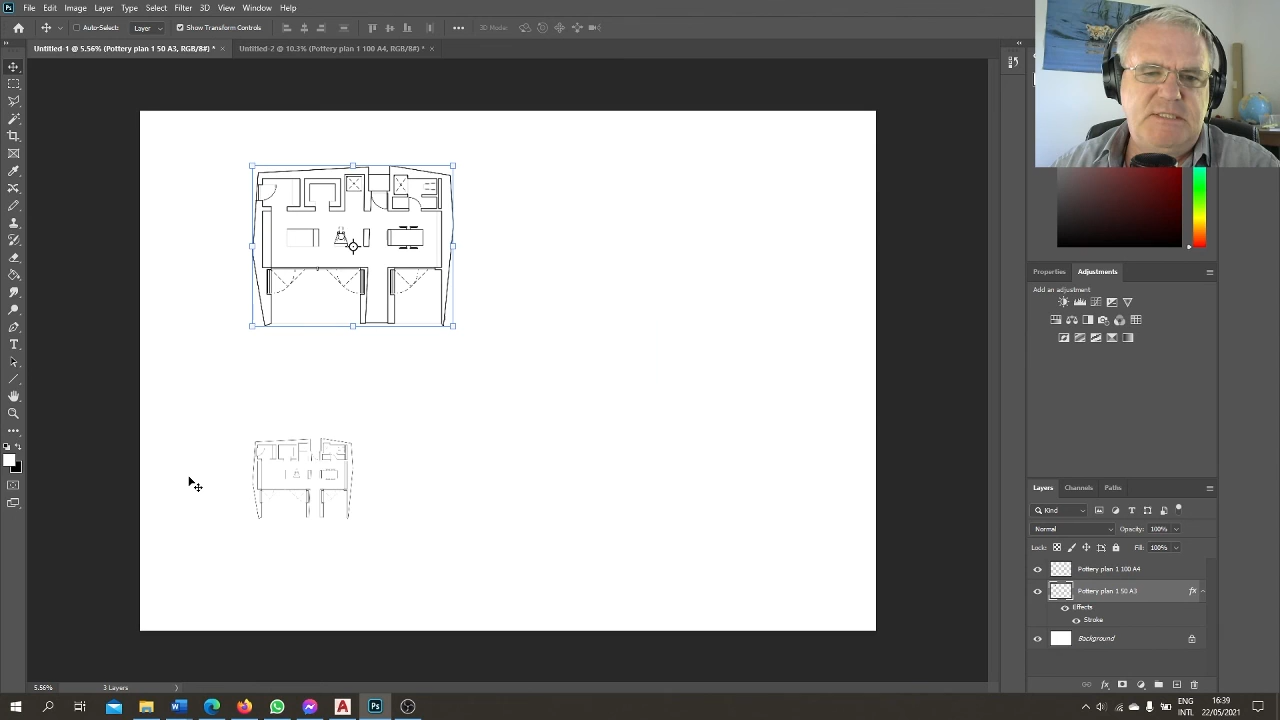 File Edit Image Layer Type Select Filter 3D View Window Help
Auto-Select: Layer Show Transform Controls 3D Mode:
Untitled-1 @ 5.56% (Pottery plan 1 50 A3, RGB/8#) * × Untitled-2 @ 10.3% (Pottery plan 1 100 A4, RGB/8#) * ×
Properties Adjustments
Add an adjustment
Layers Channels Paths
Kind
Normal Opacity: 100%
Lock: Fill: 100%
Pottery plan 1 100 A4
Pottery plan 1 50 A3 fx
Effects
Stroke
Background
5.56% 3 Layers
ENG 16:39
INTL 22/05/2021